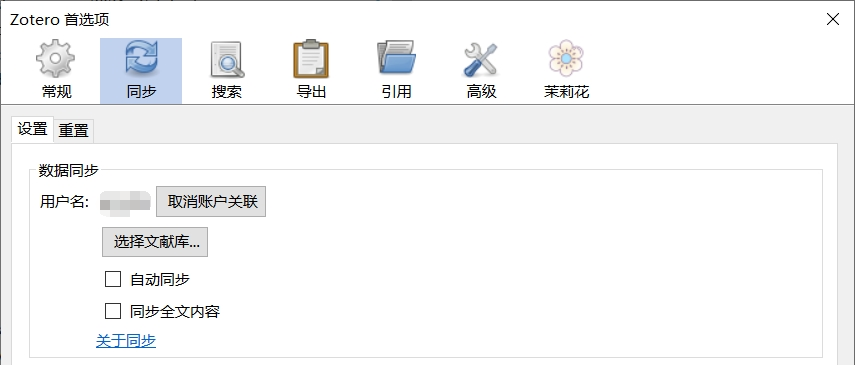 Zotero 首选项
常规 同步 搜索 导出 引用 高级 茉莉花
设置 重置
数据同步
用户名: 取消账户关联
选择文献库...
自动同步
同步全文内容
关于同步